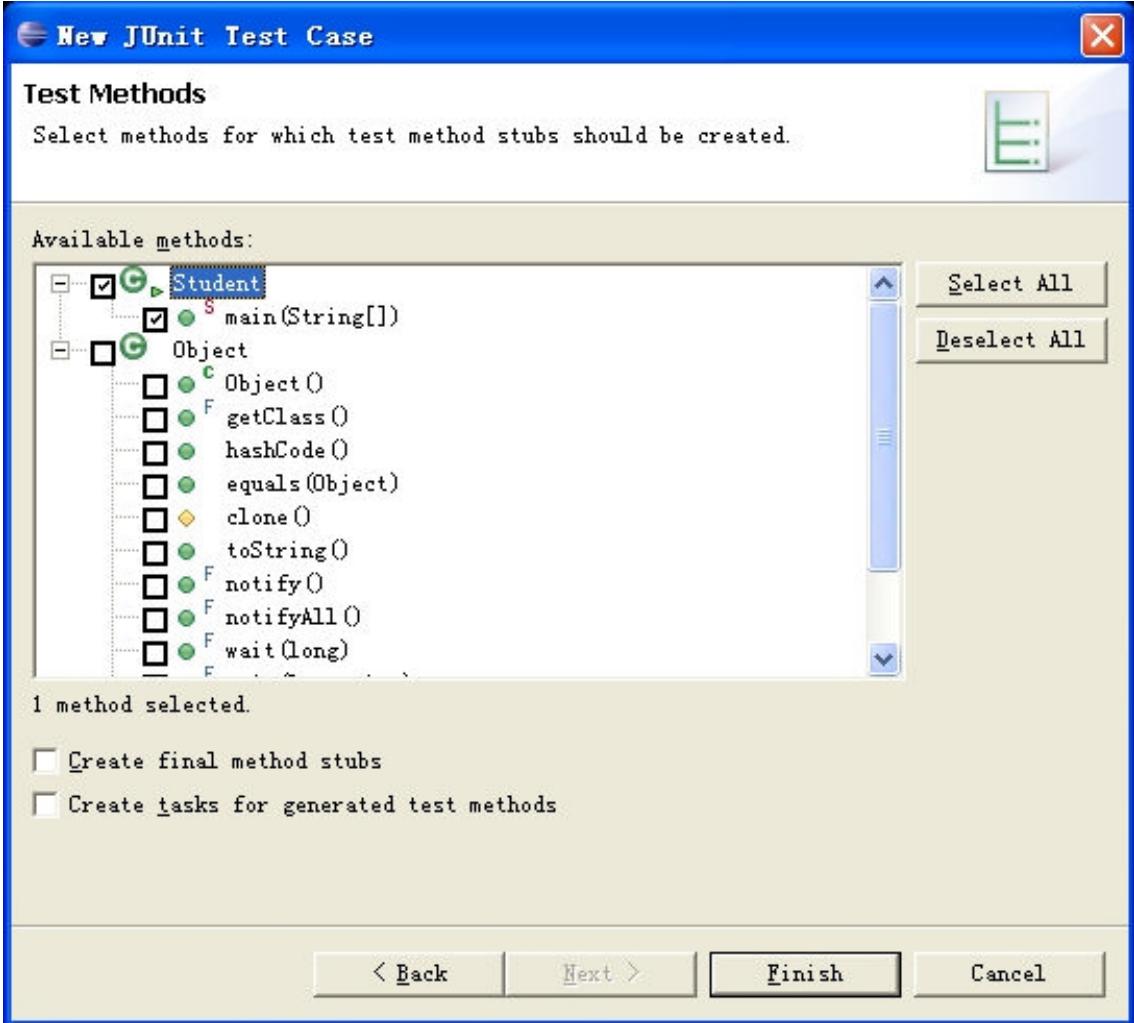 New JUnit Test Case
Test Methods
Select methods for which test method stubs should be created.
Available methods:
Student
Select All
S main(String[])
Object
Deselect All
C Object()
F getClass()
hashCode()
equals(Object)
clone()
toString()
F notify()
F notifyAll()
F wait(long)
1 method selected.
Create final method stubs
Create tasks for generated test methods
< Back
Next >
Finish
Cancel